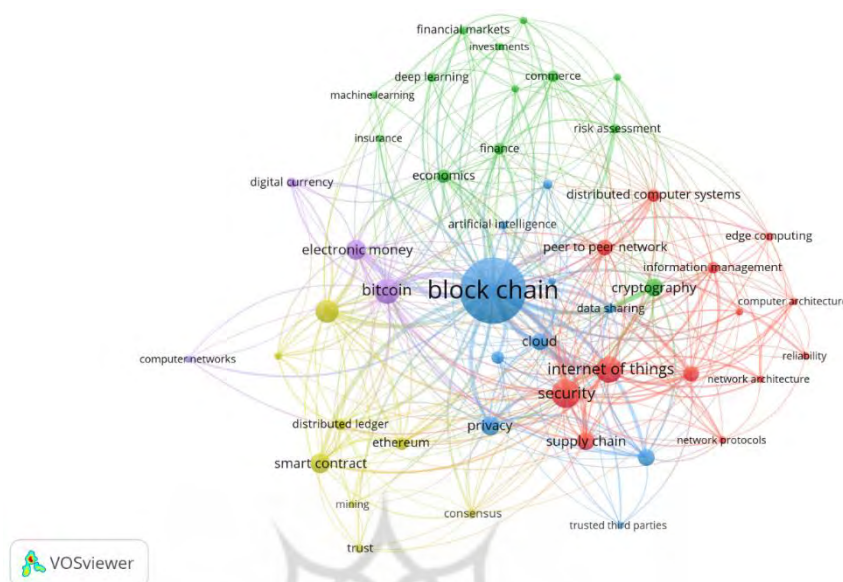 financial markets
investments
deep learning
commerce
machine learning
risk assessment
insurance
finance
economics
digital currency
distributed computer systems
artificial intelligence
edge computing
electronic money
peer to peer network
information management
bitcoin
block chain
cryptography
computer architecture
data sharing
cloud
computer networks
reliability
internet of things
network architecture
security
distributed ledger
privacy
ethereum
supply chain
network protocols
smart contract
mining
consensus
trusted third parties
trust
VOSviewer